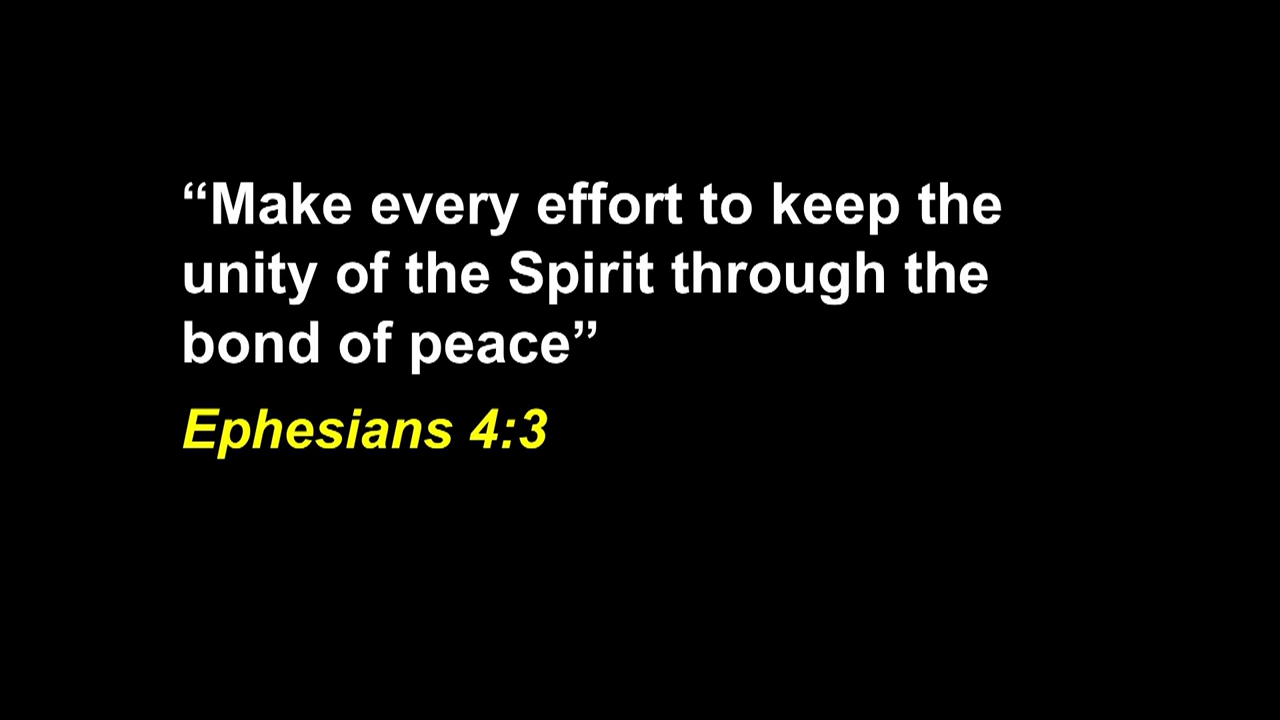 “Make every effort to keep the
unity of the Spirit through the
bond of peace”
Ephesians 4:3